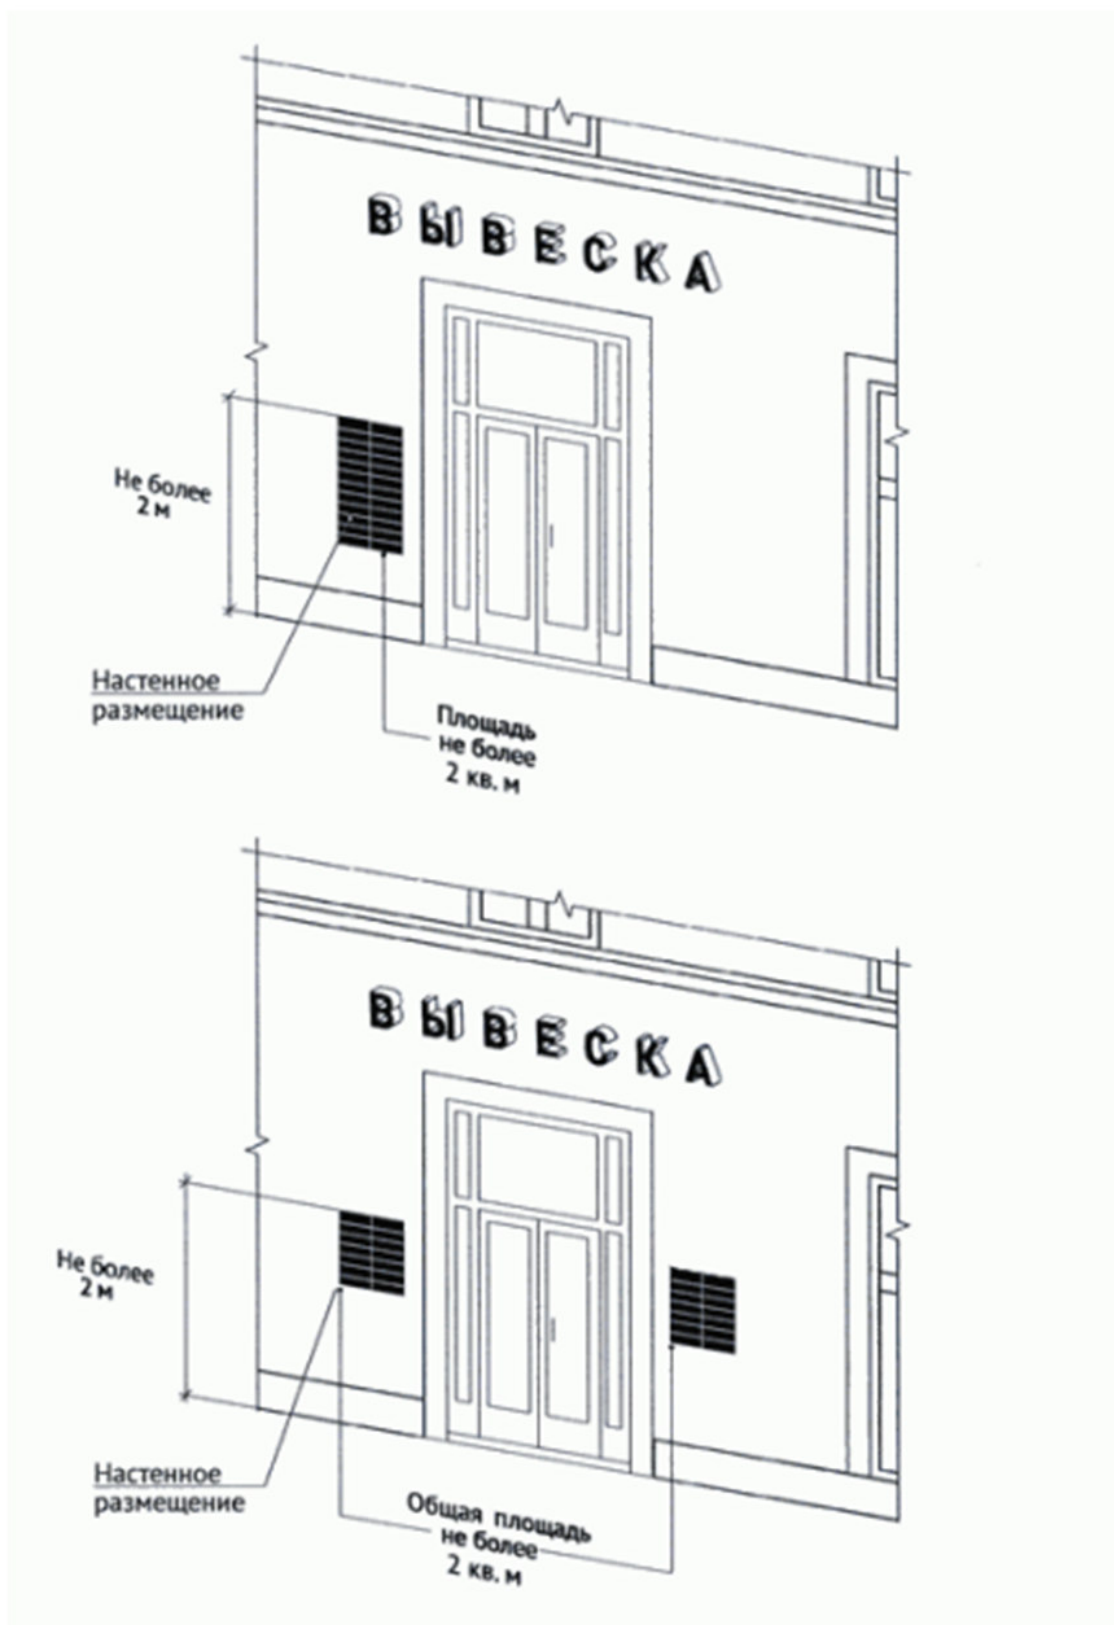 ВЫВЕСКА
Не более
2 м
Настенное
размещение
Площадь
не более
2 кв. м
ВЫВЕСКА
Не более
2 м
Настенное
размещение
Общая площадь
не более
2 кв. м